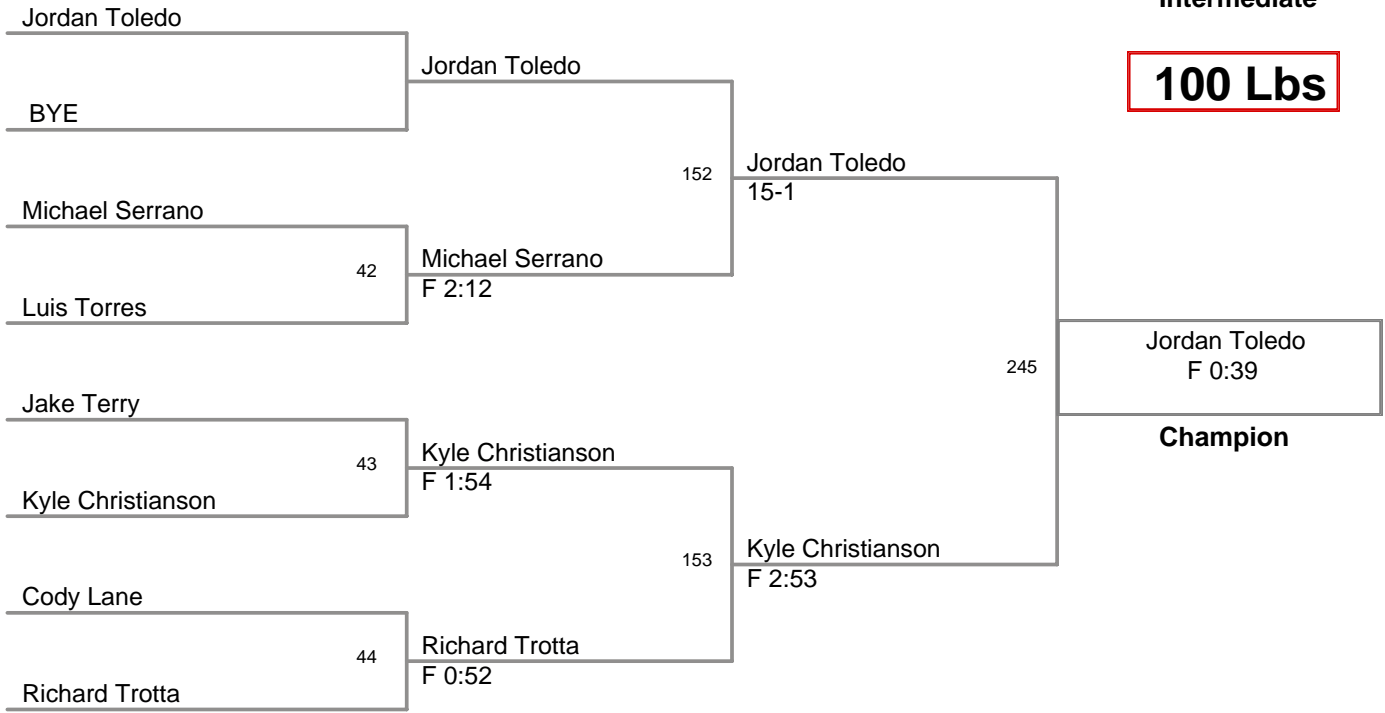 Intermediate
100 Lbs
Jordan Toledo
BYE
Michael Serrano
42
Luis Torres
Jake Terry
43
Kyle Christianson
Cody Lane
44
Richard Trotta
Jordan Toledo
152
Michael Serrano
F 2:12
Kyle Christianson
F 1:54
153
Richard Trotta
F 0:52
Jordan Toledo
15-1
245
Kyle Christianson
F 2:53
Jordan Toledo
F 0:39
Champion